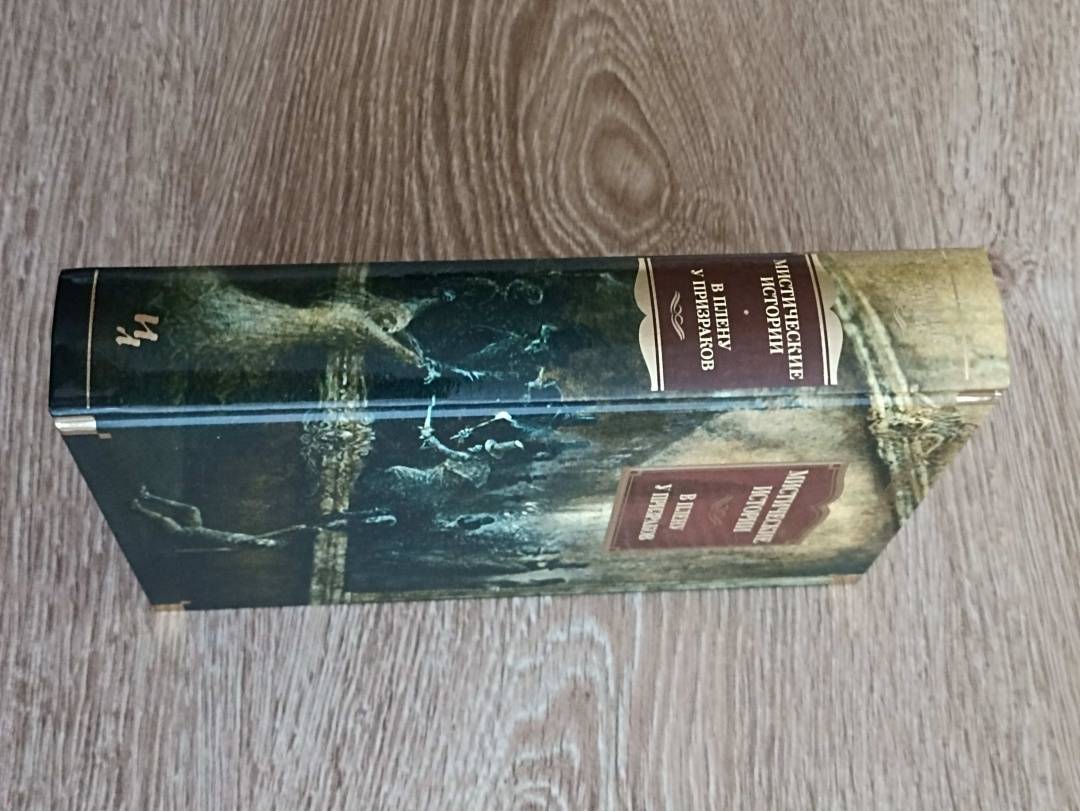 МИСТИЧЕСКИЕ
ИСТОРИИ
В ПЛЕНУ
У ПРИЗРАКОВ
МИСТИЧЕСКИЕ
ИСТОРИИ
В ПЛЕНУ
У ПРИЗРАКОВ